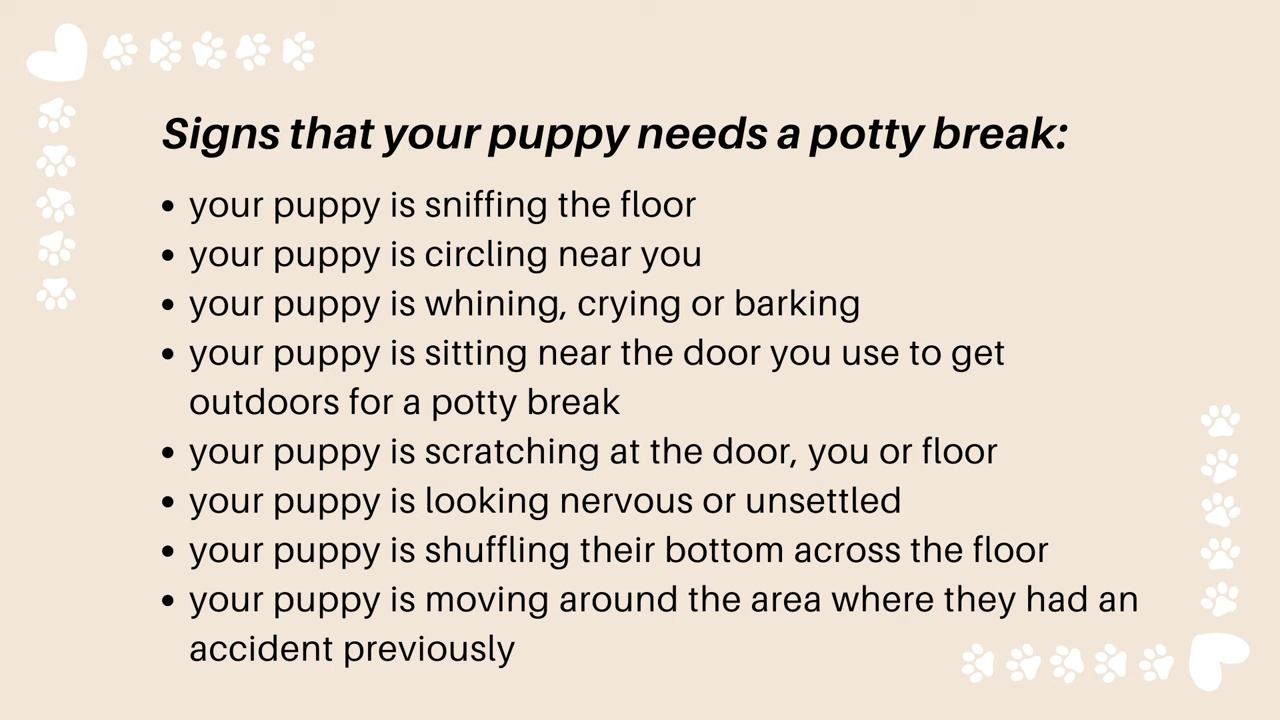 Signs that your puppy needs a potty break:
• your puppy is sniffing the floor
• your puppy is circling near you
• your puppy is whining, crying or barking
• your puppy is sitting near the door you use to get
outdoors for a potty break
• your puppy is scratching at the door, you or floor
• your puppy is looking nervous or unsettled
• your puppy is shuffling their bottom across the floor
• your puppy is moving around the area where they had an
accident previously